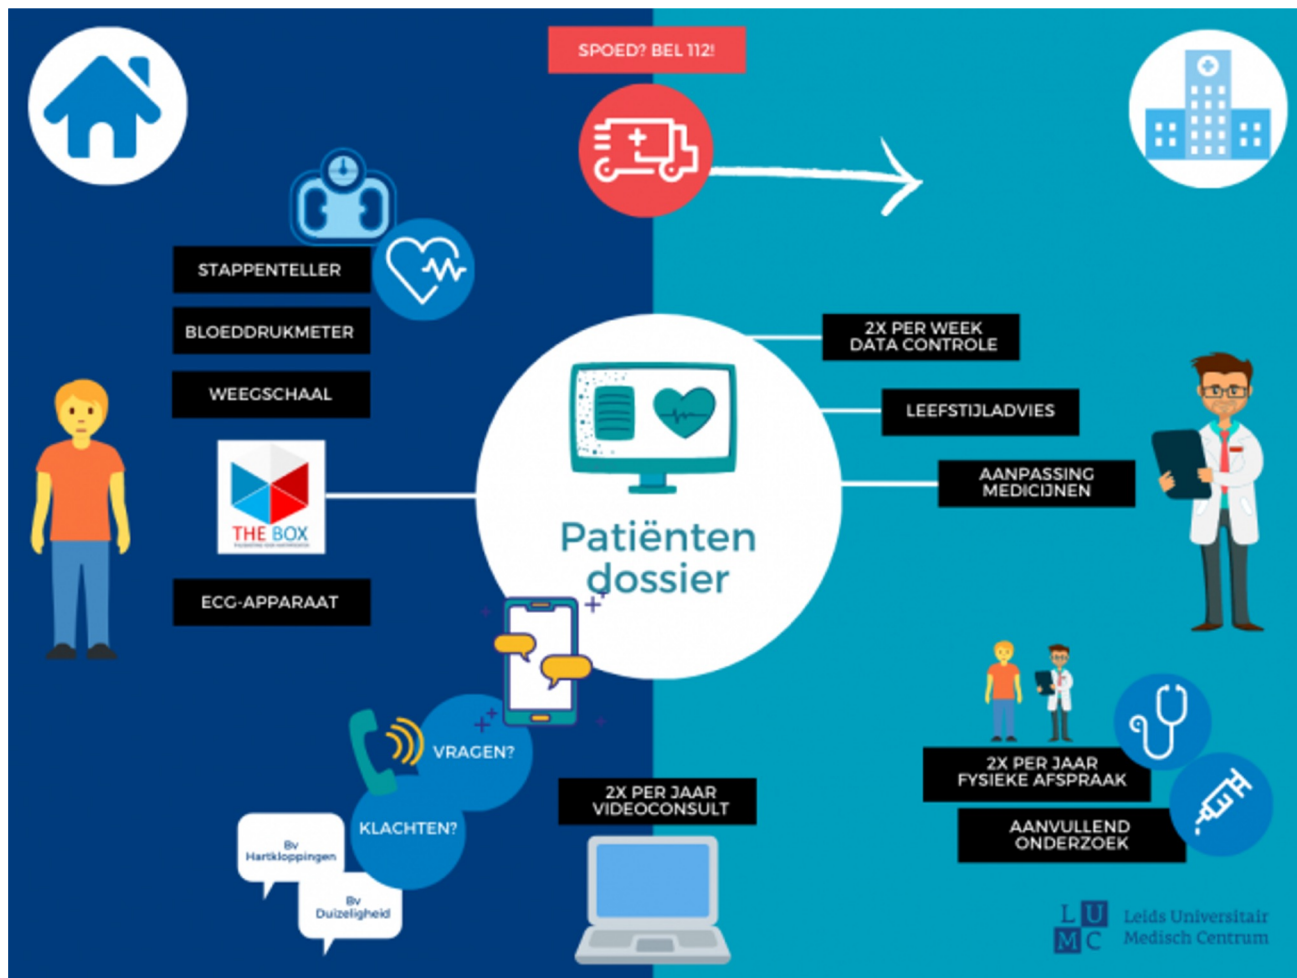 SPOED? BEL 112!
STAPPENTELLER
BLOEDDRUKMETER
WEEGSCHAAL
THE BOX
ECG-APPARAAT
Patiënten
dossier
2X PER WEEK
DATA CONTROLE
LEEFSTIJLADVIES
AANPASSING
MEDICIJNEN
VRAGEN?
KLACHTEN?
Bv
Hartkloppingen
Bv
Duizeligheid
2X PER JAAR
VIDEOCONSULT
2X PER JAAR
FYSIEKE AFSPRAAK
AANVULLEND
ONDERZOEK
LU
MC
Leids Universitair
Medisch Centrum